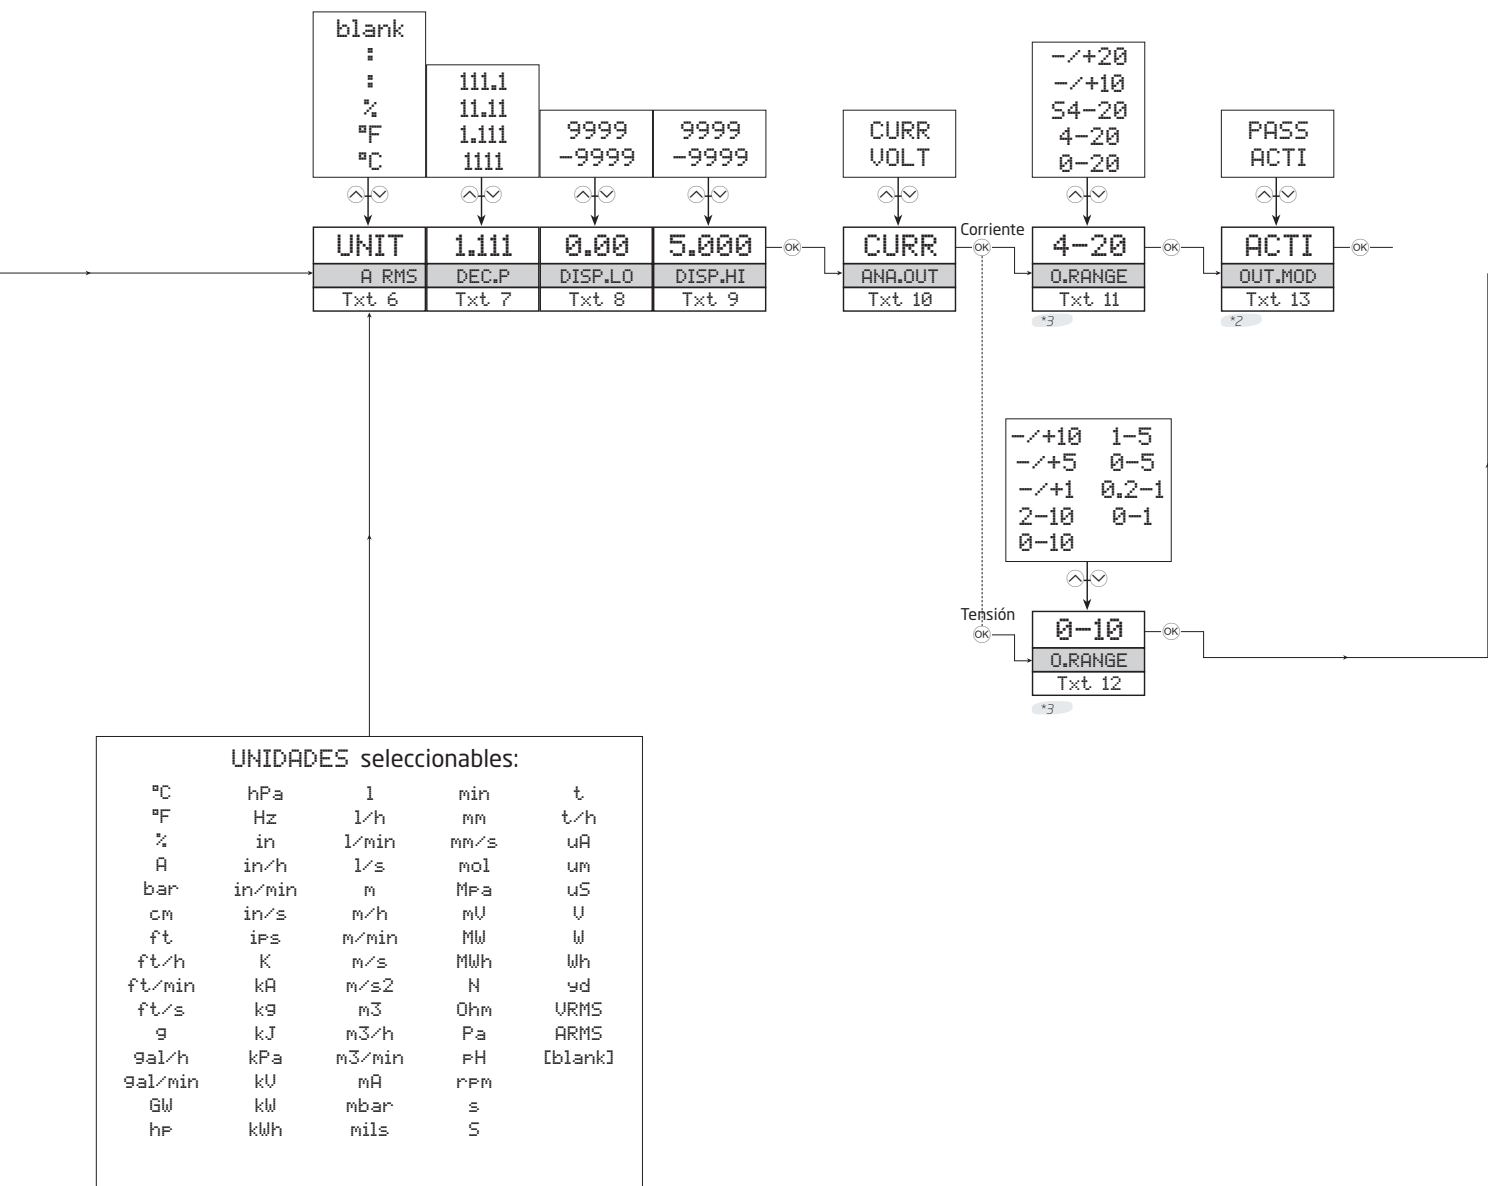 blank
:
:
%
°F
°C
111.1
11.11
1.111
1111
9999
-9999
9999
-9999
CURR
VOLT
-/+20
-/+10
S4-20
4-20
0-20
PASS
ACTI
UNIT
A RMS
Txt 6
1.111
DEC.P
Txt 7
0.00
DISP.LO
Txt 8
5.000
DISP.HI
Txt 9
OK
CURR
ANA.OUT
Txt 10
Corriente
OK
4-20
O.RANGE
Txt 11
*3
OK
ACTI
OUT.MOD
Txt 13
*2
OK
-/+10 1-5
-/+5 0-5
-/+1 0.2-1
2-10 0-1
0-10
Tensión
OK
0-10
O.RANGE
Txt 12
*3
OK
UNIDADES seleccionables:
°C hPa l min t
°F Hz l/h mm t/h
% in l/min mm/s uA
A in/h l/s mol um
bar in/min m Mpa uS
cm in/s m/h mV V
ft ips m/min MW W
ft/h K m/s MWh Wh
ft/min kA m/s2 N yd
ft/s kg m3 Ohm VRMS
g kJ m3/h Pa ARMS
gal/h kPa m3/min pH [blank]
gal/min kV mA rpm
GW kW mbar s
hp kWh mils S